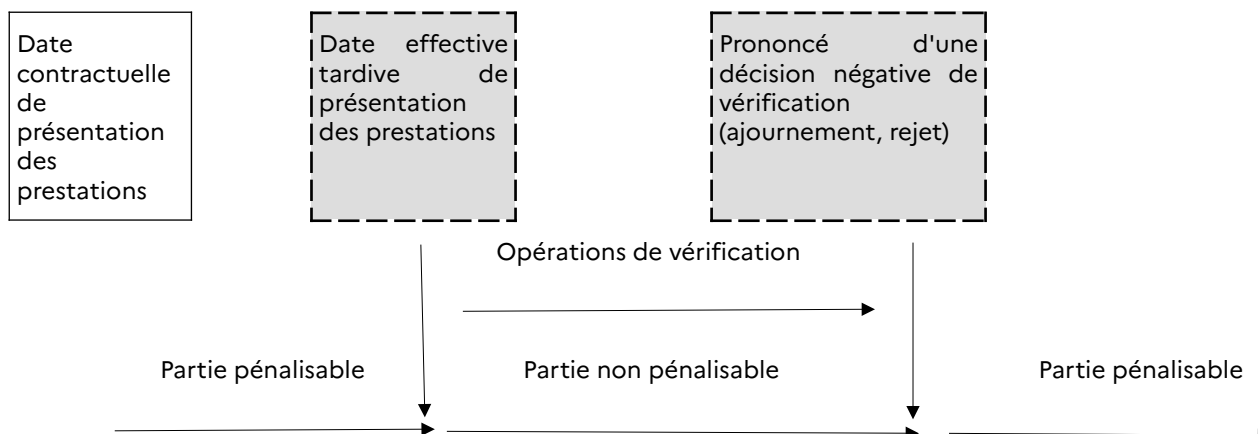 Date
contractuelle
de
présentation
des
prestations
Date effective
tardive de
présentation
des prestations
Prononcé d'une
décision négative de
vérification
(ajournement, rejet)
Opérations de vérification
Partie pénalisable
Partie non pénalisable
Partie pénalisable